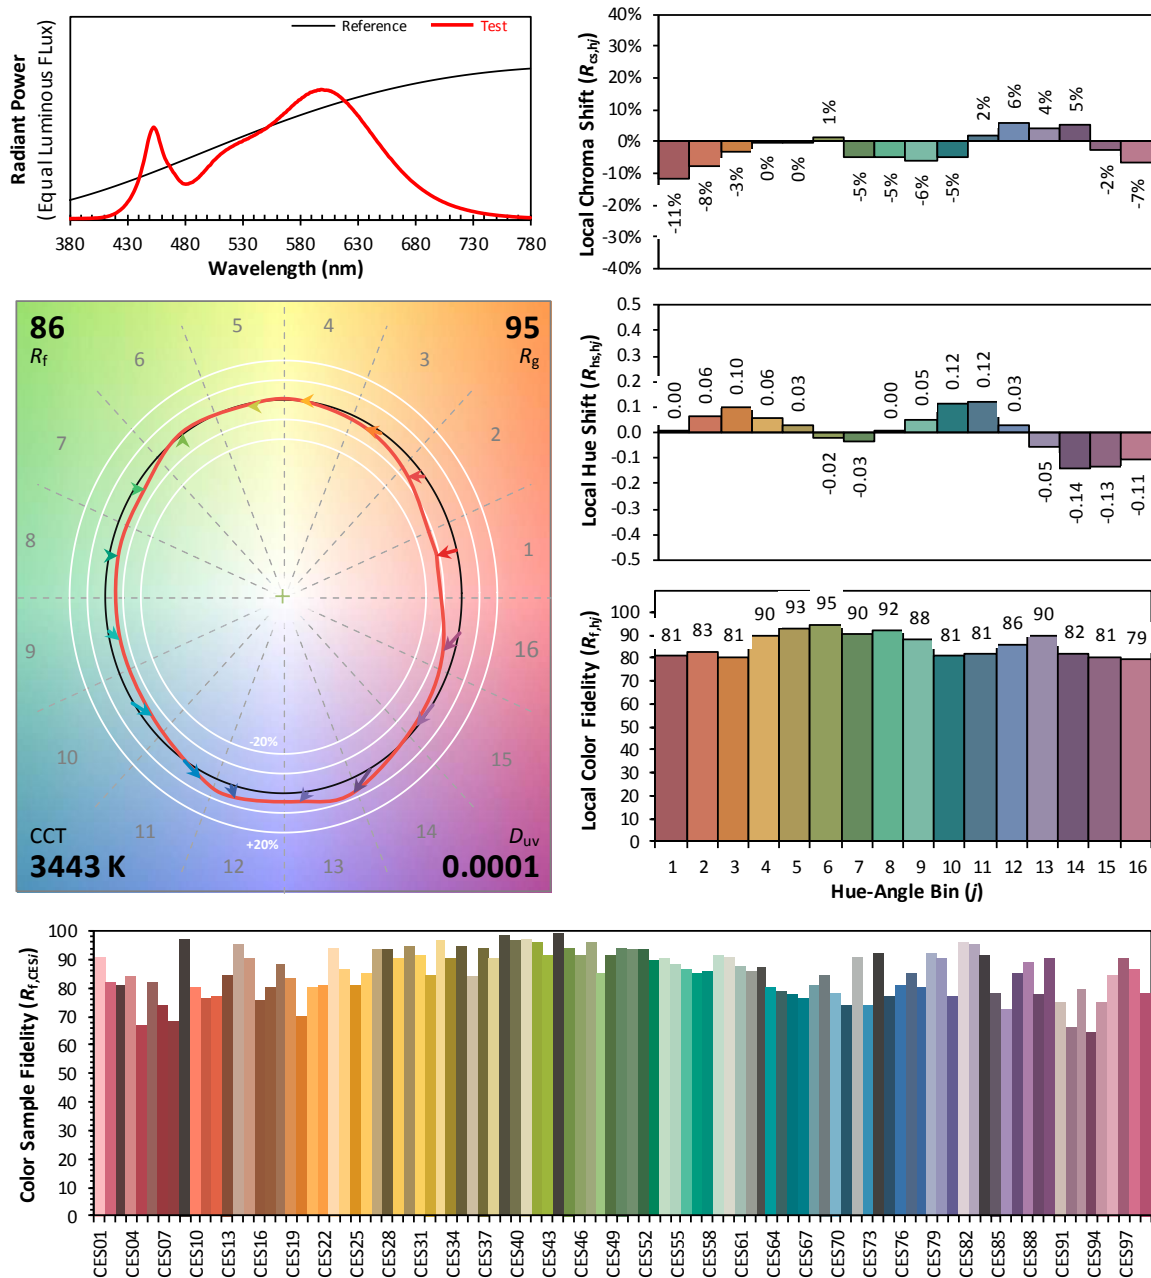 Radiant Power
(Equal Luminous FLux
Reference
Test
380 430 480 530 580 630 680 730 780
Wavelength (nm)
Local Chroma Shift (Rcs,hj)
40%
30%
20%
10%
0%
-10%
-20%
-30%
-40%
-11% -8% -3% 0% 0% 1% -5% -5% -6% -5% 2% 6% 4% 5% -2% -7%
86
Rf
95
Rg
5 4
6 3
7 2
8 1
9 16
10 15
11 14
12 13
-20%
+20%
CCT
3443 K
Duv
0.0001
Local Hue Shift (Rhs,hj)
0.5
0.4
0.3
0.2
0.1
0.0
-0.1
-0.2
-0.3
-0.4
-0.5
0.00 0.06 0.10 0.06 0.03 -0.02 -0.03 0.00 0.05 0.12 0.12 0.03 -0.05 -0.14 -0.13 -0.11
Local Color Fidelity (Rf,hj)
100
90
80
70
60
50
40
30
20
10
0
81 83 81 90 93 95 90 92 88 81 81 86 90 82 81 79
1 2 3 4 5 6 7 8 9 10 11 12 13 14 15 16
Hue-Angle Bin (j)
Color Sample Fidelity (Rf,CESi)
100
90
80
70
60
50
40
30
20
10
0
CES01 CES04 CES07 CES10 CES13 CES16 CES19 CES22 CES25 CES28 CES31 CES34 CES37 CES40 CES43 CES46 CES49 CES52 CES55 CES58 CES61 CES64 CES67 CES70 CES73 CES76 CES79 CES82 CES85 CES88 CES91 CES94 CES97